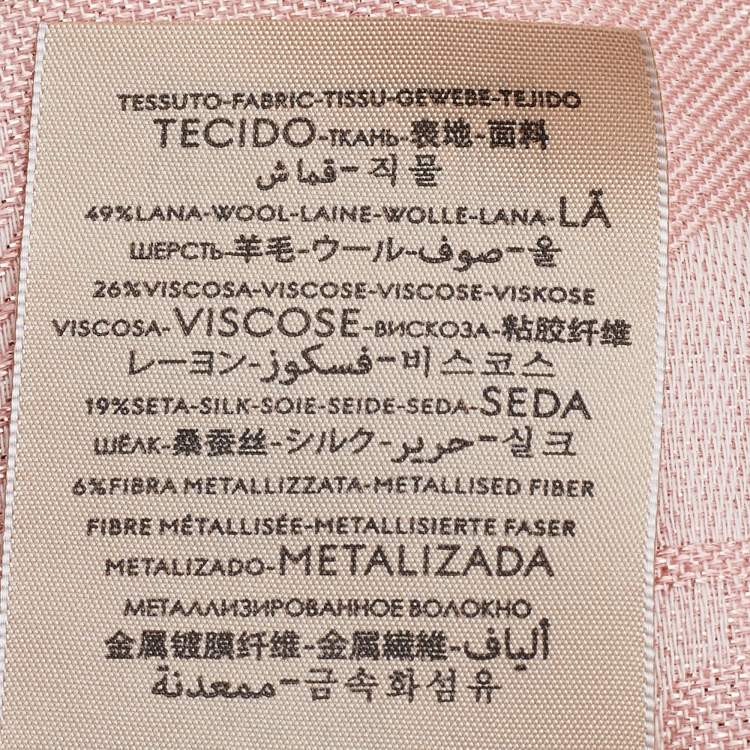 TESSUTO-FABRIC-TISSU-GEWEBE-TEJIDO
TECIDO-ТКАНЬ-表地-面料
قماش-직물
49%LANA-WOOL-LAINE-WOLLE-LANA-LÃ
ШЕРСТЬ-羊毛-ウール-صوف-울
26%VISCOSA-VISCOSE-VISCOSE-VISKOSE
VISCOSA-VISCOSE-ВИСКОЗА-粘胶纤维
レーヨン-فسكوز-비스코스
19%SETA-SILK-SOIE-SEIDE-SEDA-SEDA
ШЁЛК-桑蚕丝-シルク-حرير-실크
6%FIBRA METALLIZZATA-METALLISED FIBER
FIBRE MÉTALLISÉE-METALLISIERTE FASER
METALIZADO-METALIZADA
МЕТАЛЛИЗИРОВАННОЕ ВОЛОКНО
金属镀膜纤维-金属繊維-ألياف
ممعدنة-금속화섬유